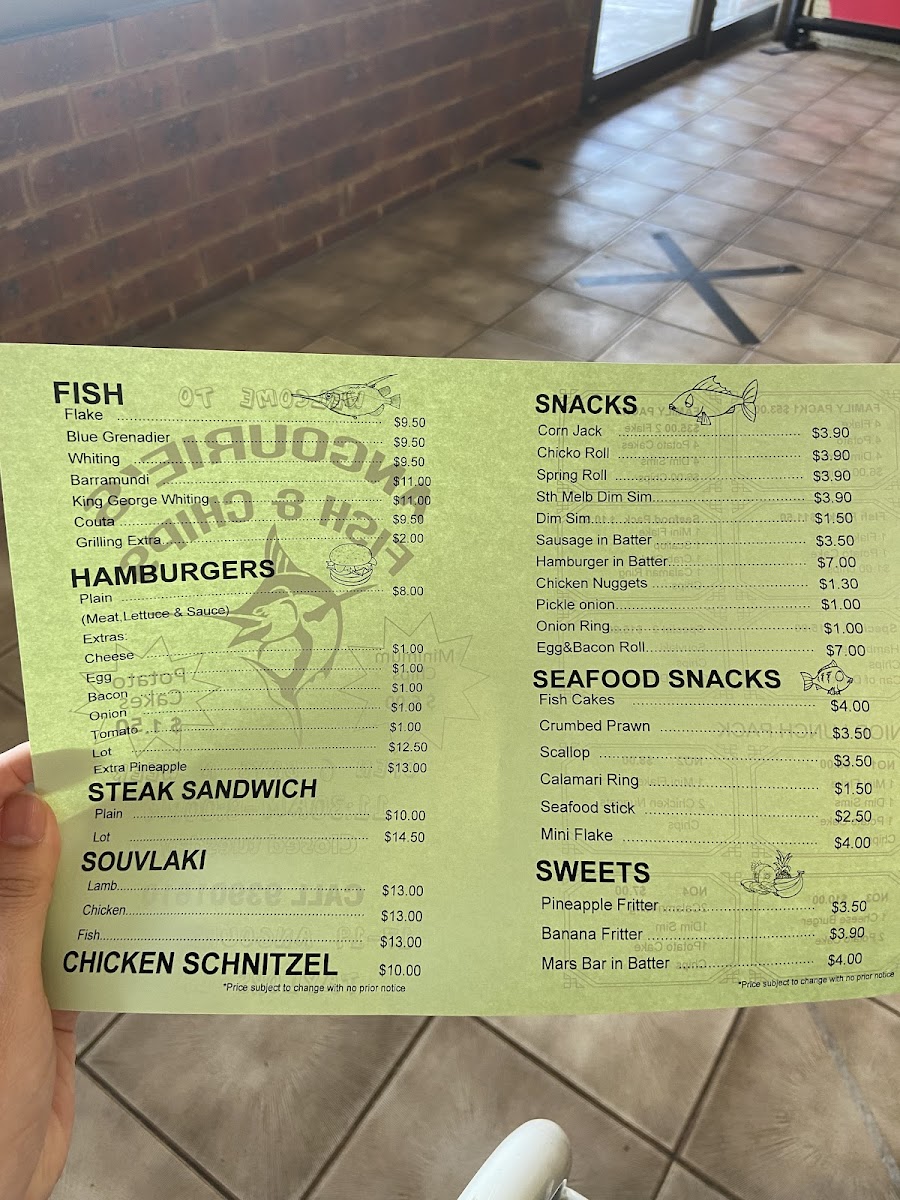 FISH
Flake $9.50
Blue Grenadier $9.50
Whiting $9.50
Barramundi $11.00
King George Whiting $11.00
Couta $9.50
Grilling Extra $2.00
HAMBURGERS
Plain $8.00
(Meat,Lettuce & Sauce)
Extras:
Cheese $1.00
Egg $1.00
Bacon $1.00
Onion $1.00
Tomato $1.00
Lot $12.50
Extra Pineapple $13.00
STEAK SANDWICH
Plain $10.00
Lot $14.50
SOUVLAKI
Lamb $13.00
Chicken $13.00
Fish $13.00
CHICKEN SCHNITZEL $10.00
*Price subject to change with no prior notice
SNACKS
Corn Jack $3.90
Chicko Roll $3.90
Spring Roll $3.90
Sth Melb Dim Sim $3.90
Dim Sim $1.50
Sausage in Batter $3.50
Hamburger in Batter $7.00
Chicken Nuggets $1.30
Pickle onion $1.00
Onion Ring $1.00
Egg&Bacon Roll $7.00
SEAFOOD SNACKS
Fish Cakes $4.00
Crumbed Prawn $3.50
Scallop $3.50
Calamari Ring $1.50
Seafood stick $2.50
Mini Flake $4.00
SWEETS
Pineapple Fritter $3.50
Banana Fritter $3.90
Mars Bar in Batter $4.00
*Price subject to change with no prior notice